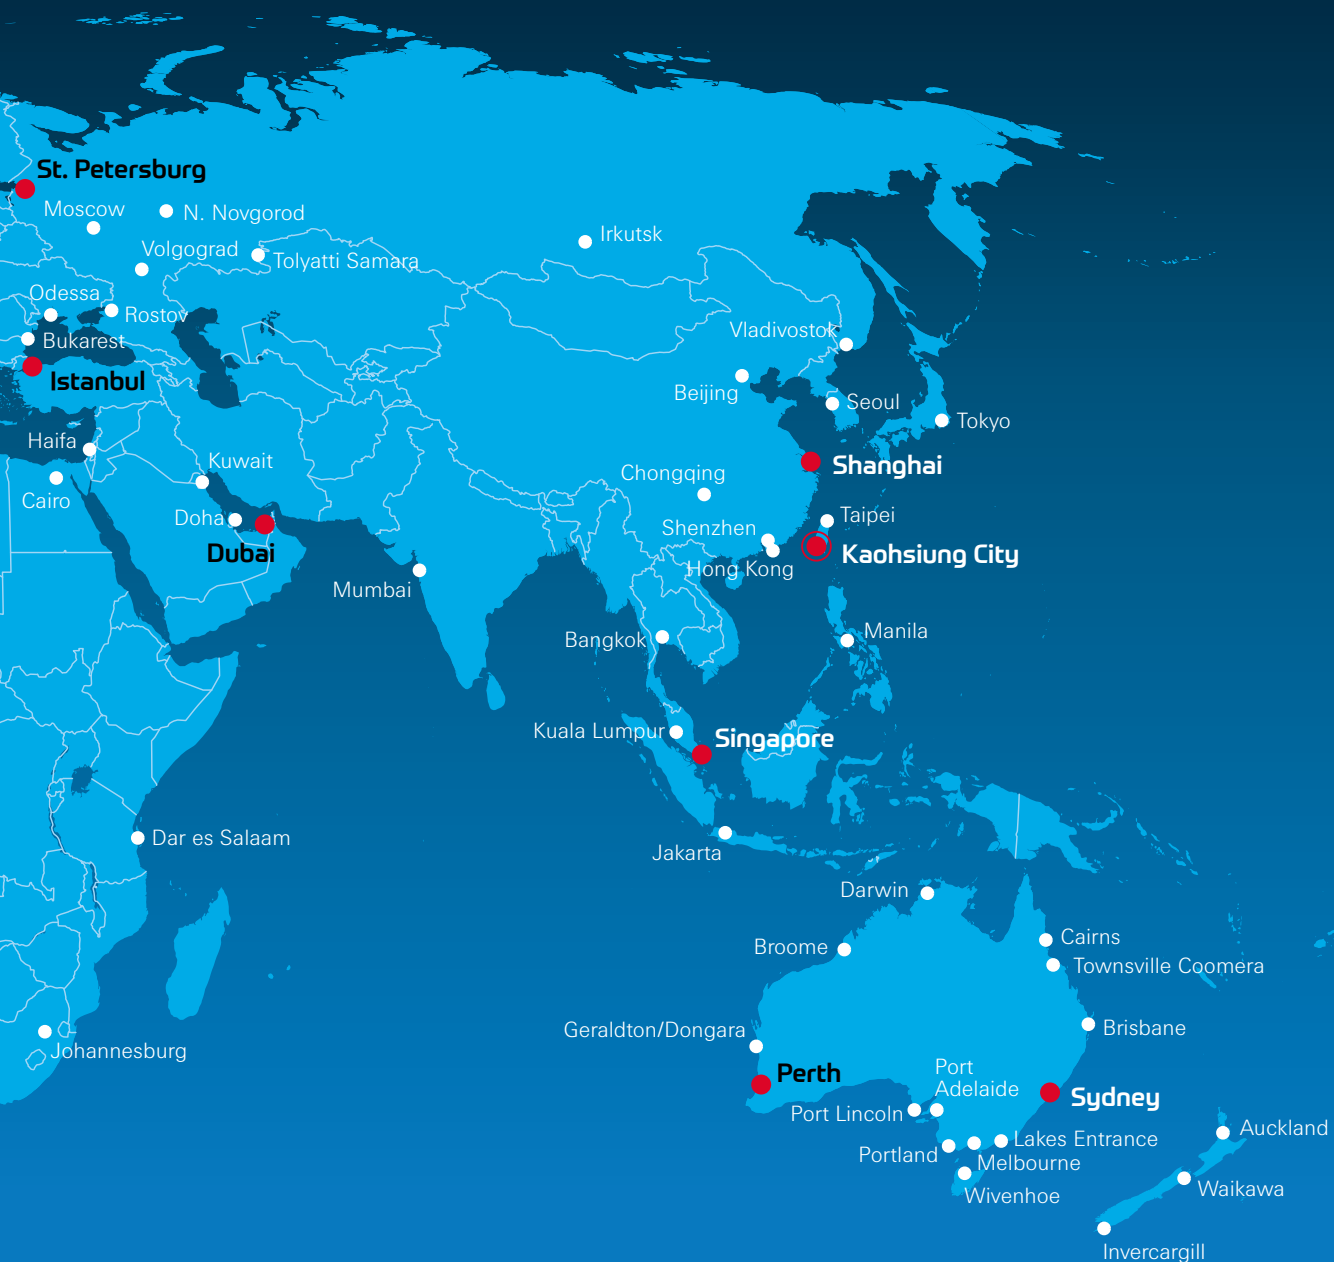 St. Petersburg
Moscow
N. Novgorod
Irkutsk
Volgograd
Tolyatti Samara
Odessa
Rostov
Vladivostok
Bukarest
Istanbul
Beijing
Seoul
Tokyo
Haifa
Kuwait
Shanghai
Chongqing
Cairo
Doha
Taipei
Shenzhen
Dubai
Kaohsiung City
Hong Kong
Mumbai
Bangkok
Manila
Kuala Lumpur
Singapore
Dar es Salaam
Jakarta
Darwin
Cairns
Broome
Townsville Coomera
Geraldton/Dongara
Brisbane
Johannesburg
Perth
Port
Adelaide
Sydney
Port Lincoln
Auckland
Lakes Entrance
Portland
Melbourne
Waikawa
Wivenhoe
Invercargill